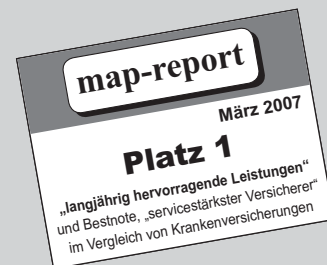 map-report
März 2007
Platz 1
„langjährig hervorragende Leistungen“
und Bestnote, „servicestärkster Versicherer“
im Vergleich von Krankenversicherungen